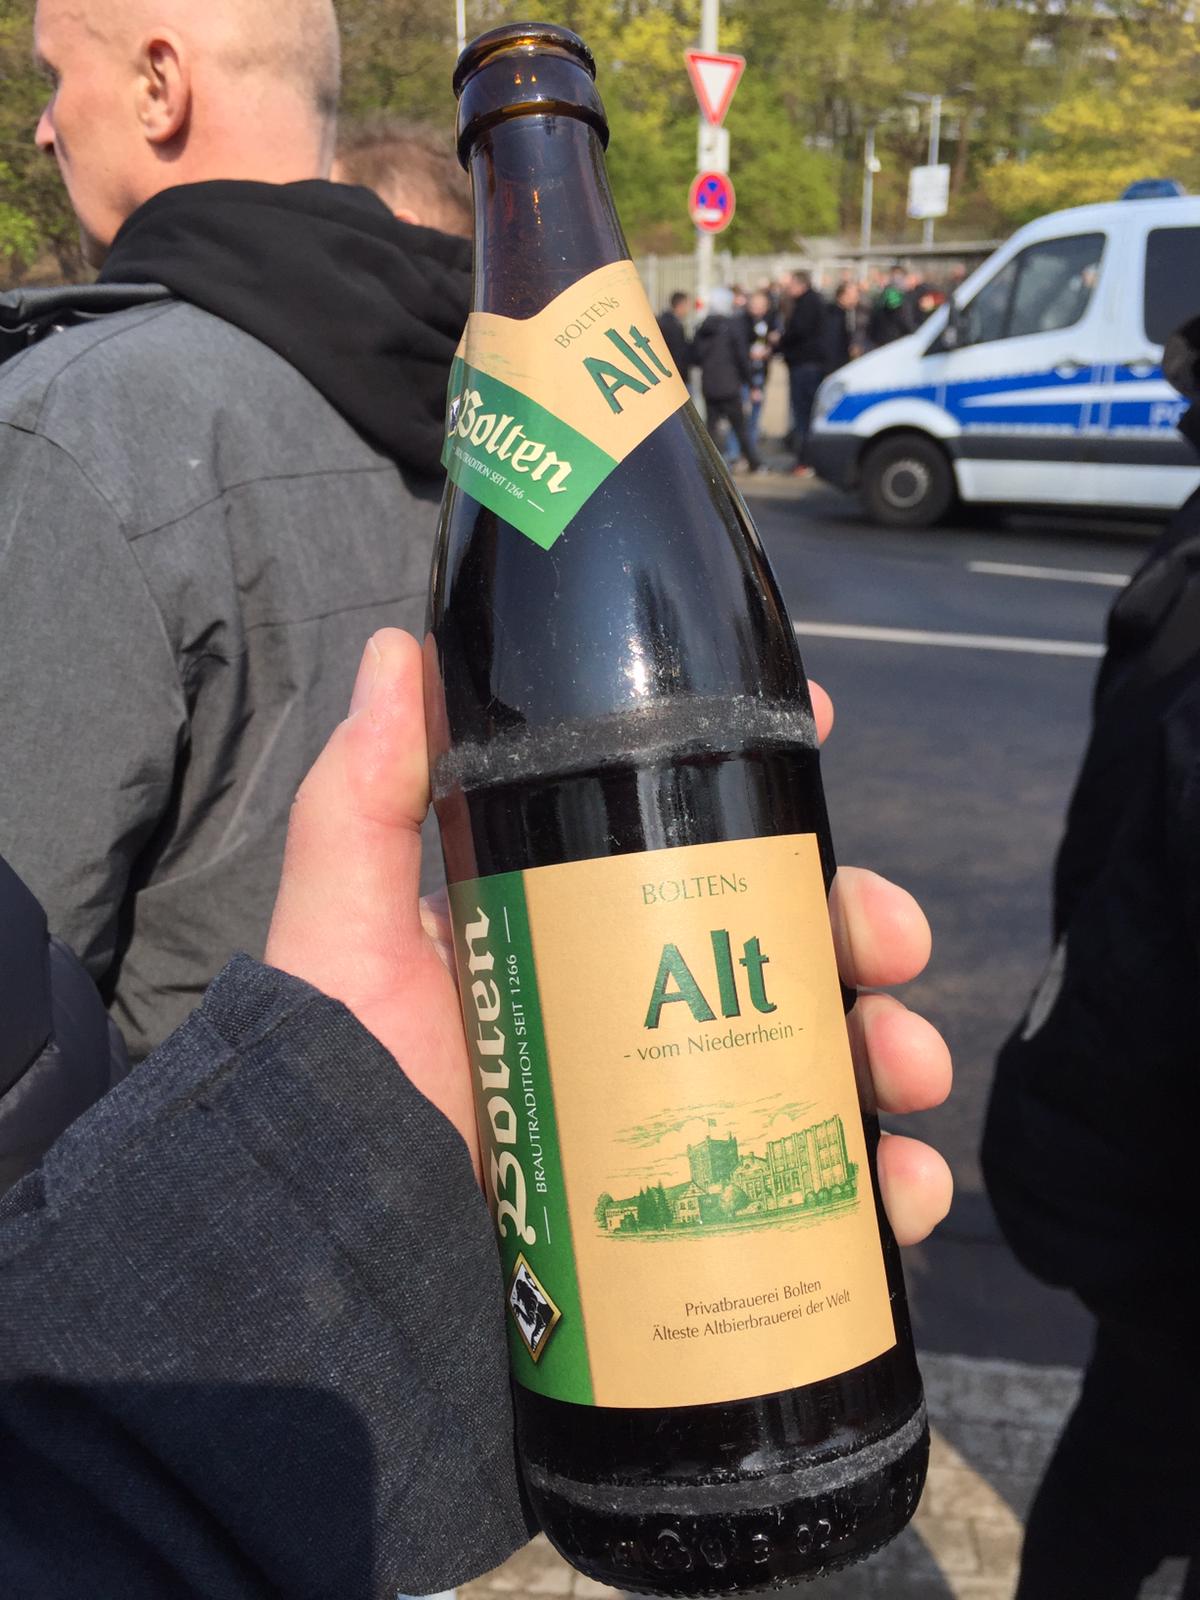 BOLTENs
Alt
Bolten
BRAUTRADITION SEIT 1266
BOLTENs
Alt
- vom Niederrhein -
Bolten
BRAUTRADITION SEIT 1266
Privatbrauerei Bolten
Älteste Altbierbrauerei der Welt